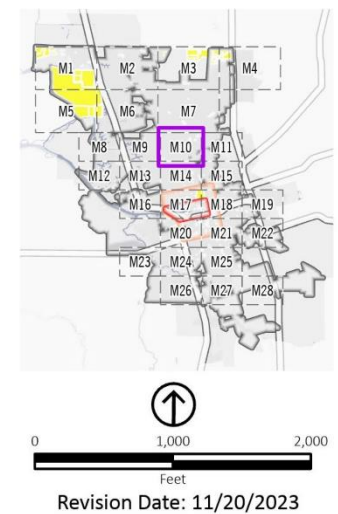 M1 M2 M3 M4
M5 M6 M7
M8 M9 M10 M11
M12 M13 M14 M15
M16 M17 M18 M19
M20 M21 M22
M23 M24 M25
M26 M27 M28
0 1,000 2,000
Feet
Revision Date: 11/20/2023